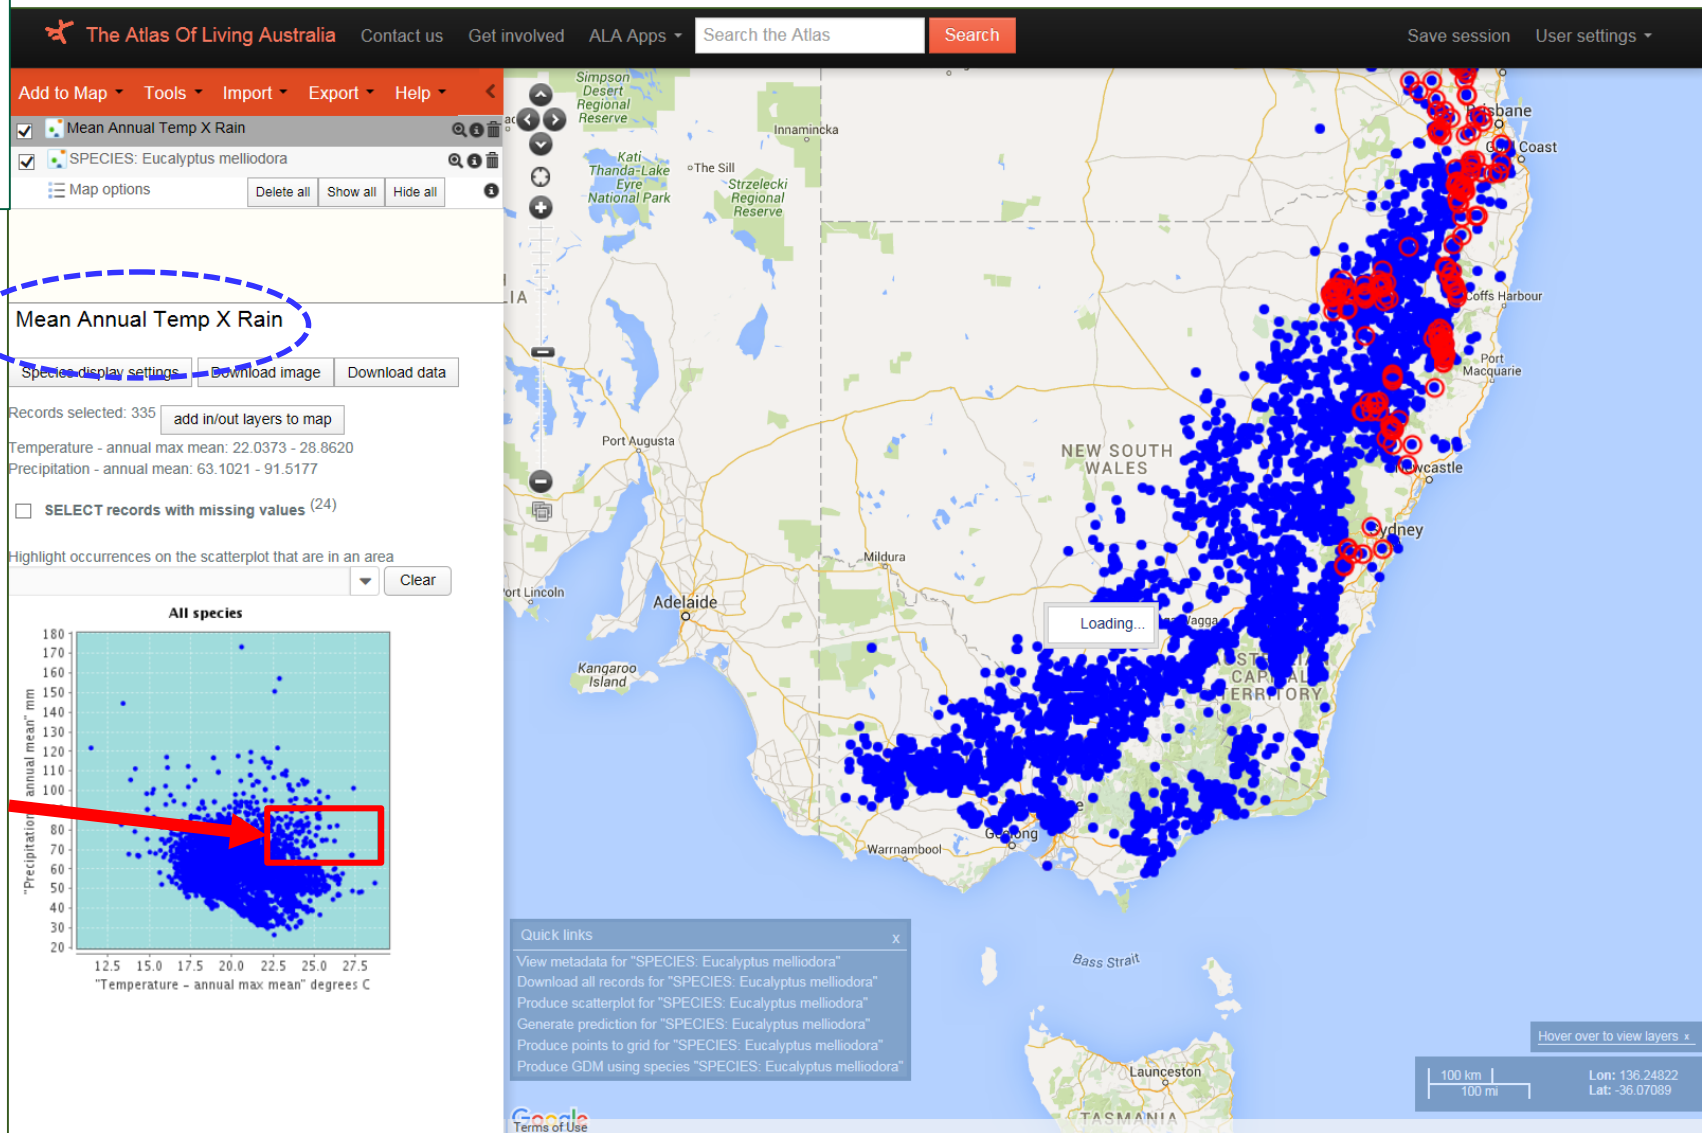 The Atlas Of Living Australia Contact us Get involved ALA Apps Search the Atlas Search Save session User settings
Add to Map Tools Import Export Help
Mean Annual Temp X Rain
SPECIES: Eucalyptus melliodora
Map options Delete all Show all Hide all
Mean Annual Temp X Rain
Species display settings Download image Download data
Records selected: 335 add in/out layers to map
Temperature - annual max mean: 22.0373 - 28.8620
Precipitation - annual mean: 63.1021 - 91.5177
SELECT records with missing values (24)
Highlight occurrences on the scatterplot that are in an area
Clear
All species
180
170
160
150
140
130
120
110
100
80
70
60
50
40
30
20
"Precipitation annual mean" mm
12.5 15.0 17.5 20.0 22.5 25.0 27.5
"Temperature - annual max mean" degrees C
Simpson
Desert
Regional
Reserve
Innamincka
Kati
Thanda-Lake
Eyre
National Park
The Sill
Strzelecki
Regional
Reserve
IA
Coast
Coffs Harbour
Port
Macquarie
Port Augusta
NEW SOUTH
WALES
Mildura
Adelaide
Kangaroo
Island
Loading...
CAPITAL
TERRITORY
Warrnambool
Bass Strait
Launceston
TASMANIA
Quick links x
View metadata for "SPECIES: Eucalyptus melliodora"
Download all records for "SPECIES: Eucalyptus melliodora"
Produce scatterplot for "SPECIES: Eucalyptus melliodora"
Generate prediction for "SPECIES: Eucalyptus melliodora"
Produce points to grid for "SPECIES: Eucalyptus melliodora"
Produce GDM using species "SPECIES: Eucalyptus melliodora"
Hover over to view layers x
100 km
100 mi
Lon: 136.24822
Lat: -36.07089
Google
Terms of Use